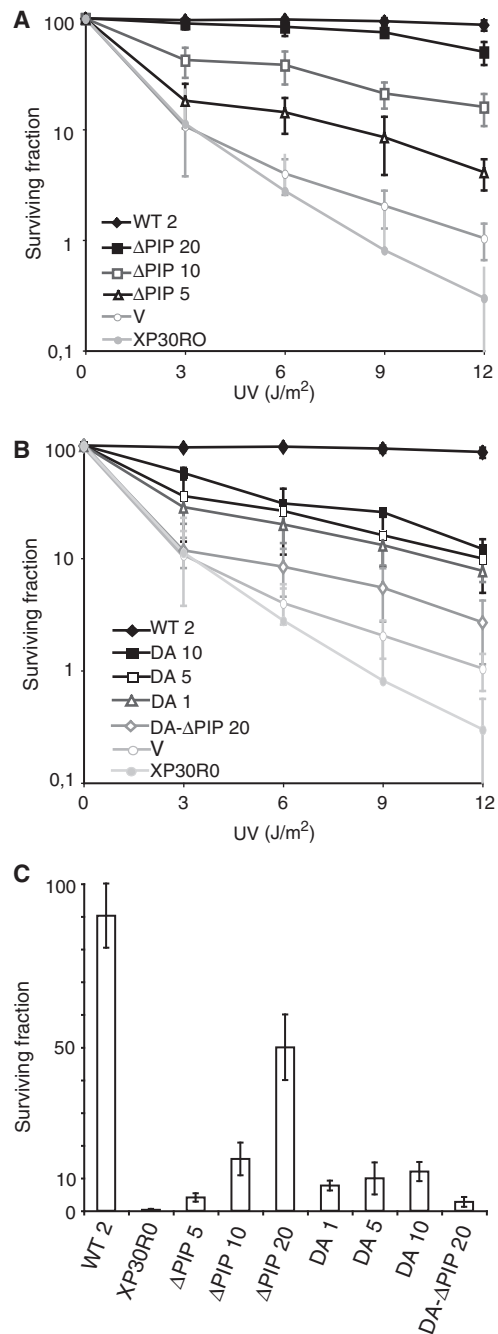 A
100
10
1
0,1
Surviving fraction
WT 2
ΔPIP 20
ΔPIP 10
ΔPIP 5
V
XP30RO
0 3 6 9 12
UV (J/m²)
B
100
10
1
0,1
Surviving fraction
WT 2
DA 10
DA 5
DA 1
DA-ΔPIP 20
V
XP30R0
0 3 6 9 12
UV (J/m²)
C
100
50
10
0
Surviving fraction
WT 2 XP30R0 ΔPIP 5 ΔPIP 10 ΔPIP 20 DA 1 DA 5 DA 10 DA-ΔPIP 20